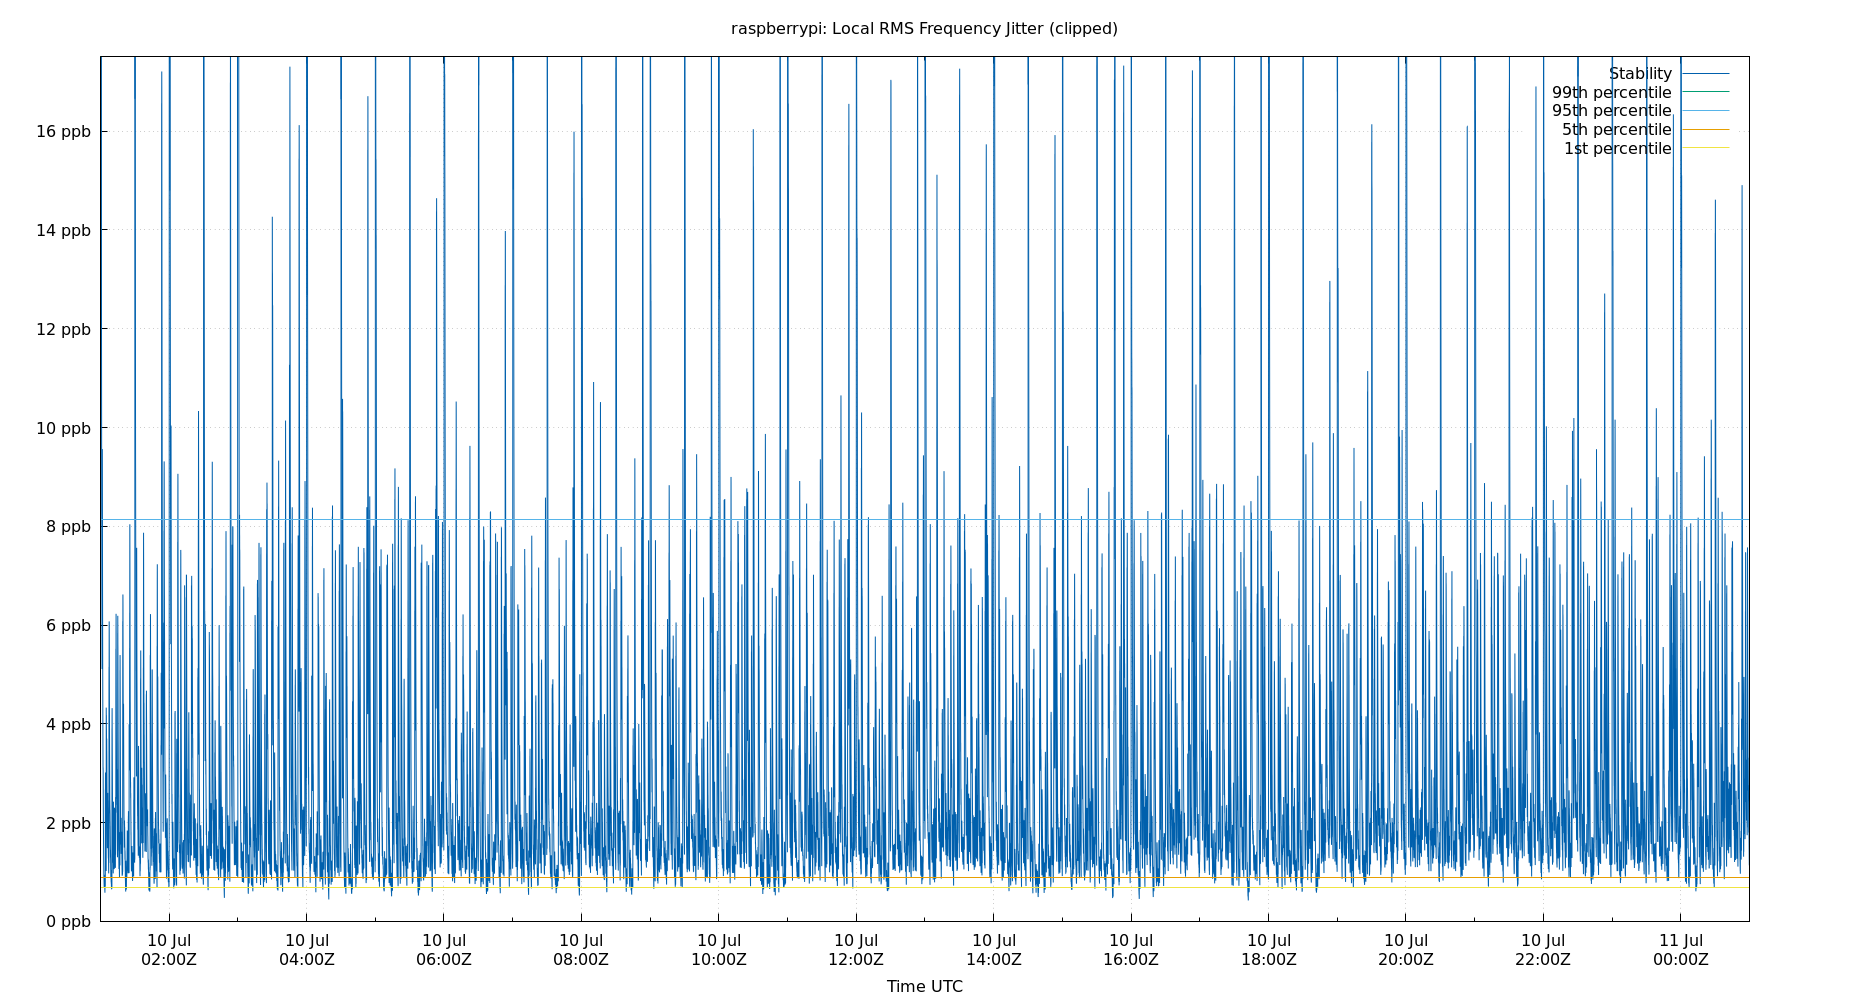 raspberrypi: Local RMS Frequency Jitter (clipped)
Stability
99th percentile
95th percentile
5th percentile
1st percentile
16 ppb
14 ppb
12 ppb
10 ppb
8 ppb
6 ppb
4 ppb
2 ppb
0 ppb
10 Jul 10 Jul 10 Jul 10 Jul 10 Jul 10 Jul 10 Jul 10 Jul 10 Jul 10 Jul 10 Jul 11 Jul
02:00Z 04:00Z 06:00Z 08:00Z 10:00Z 12:00Z 14:00Z 16:00Z 18:00Z 20:00Z 22:00Z 00:00Z
Time UTC